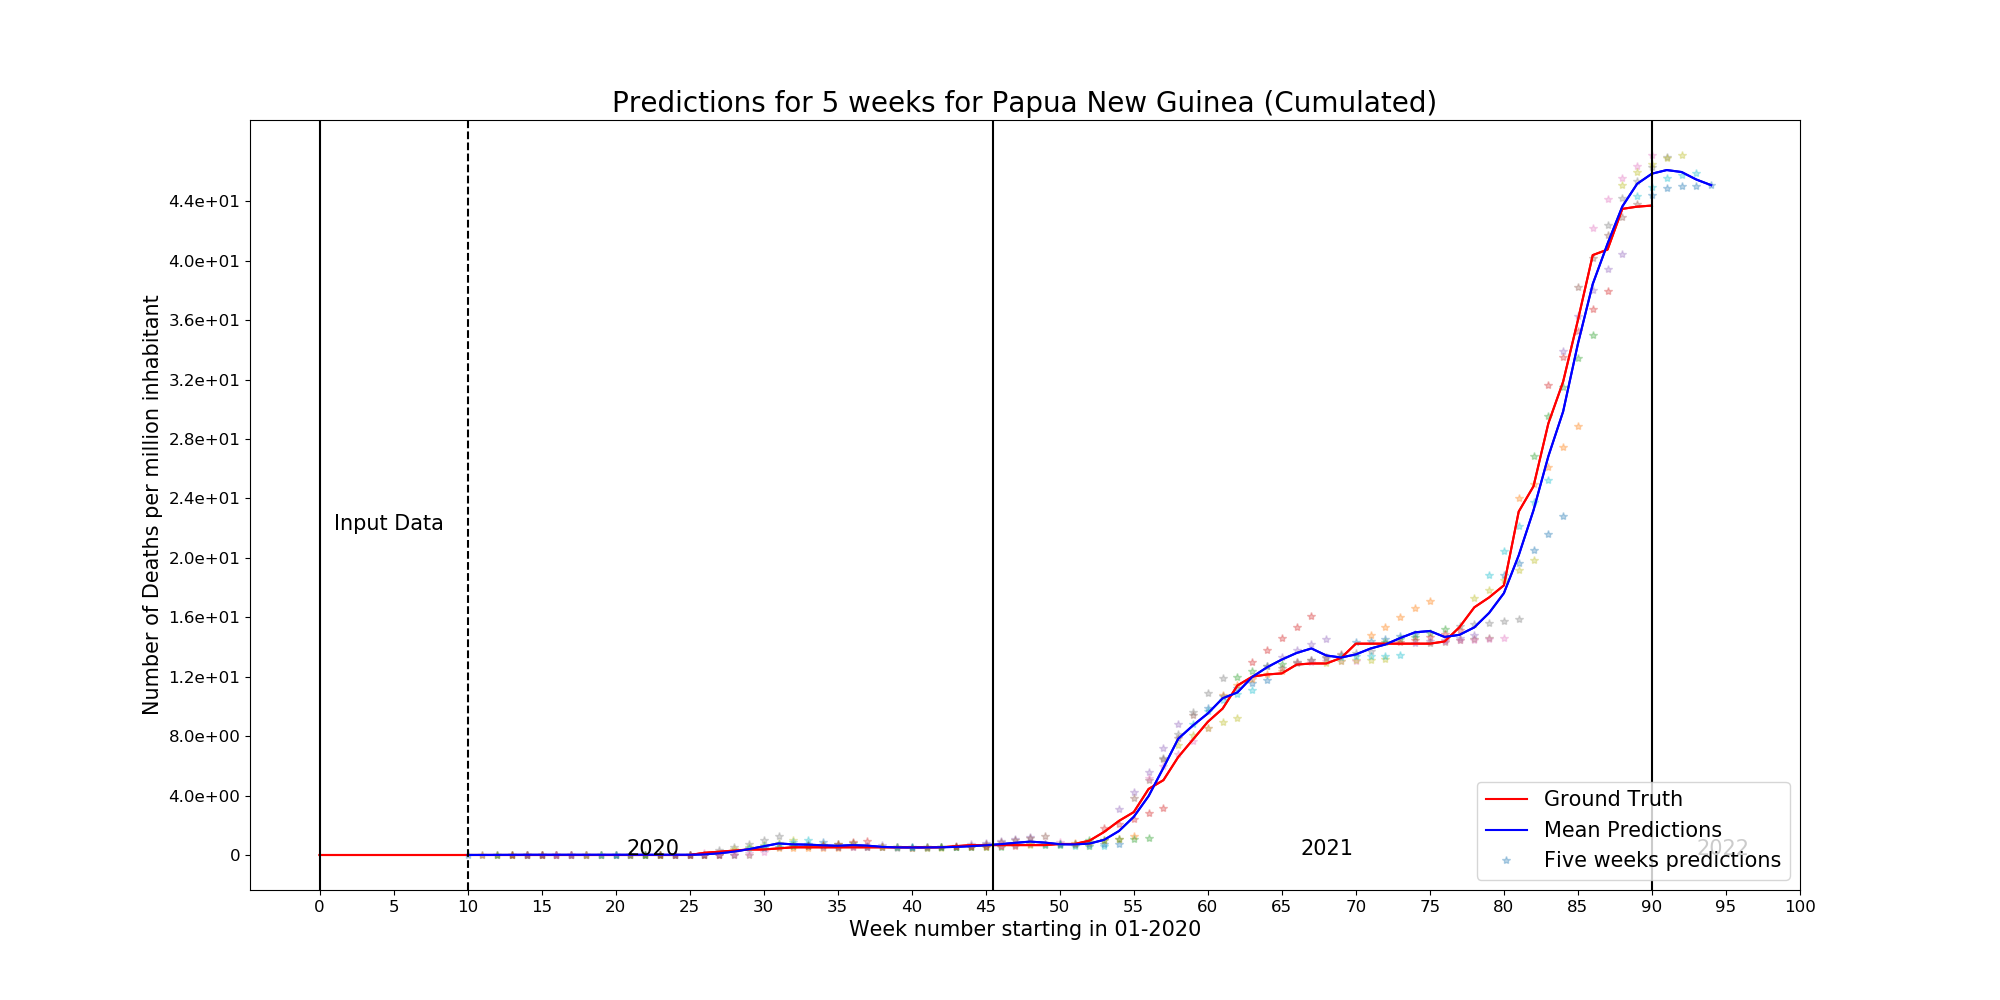 Predictions for 5 weeks for Papua New Guinea (Cumulated)
Number of Deaths per million inhabitant
4.4e+01
4.0e+01
3.6e+01
3.2e+01
2.8e+01
2.4e+01
2.0e+01
1.6e+01
1.2e+01
8.0e+00
4.0e+00
0
Input Data
2020
2021
2022
Ground Truth
Mean Predictions
Five weeks predictions
0 5 10 15 20 25 30 35 40 45 50 55 60 65 70 75 80 85 90 95 100
Week number starting in 01-2020